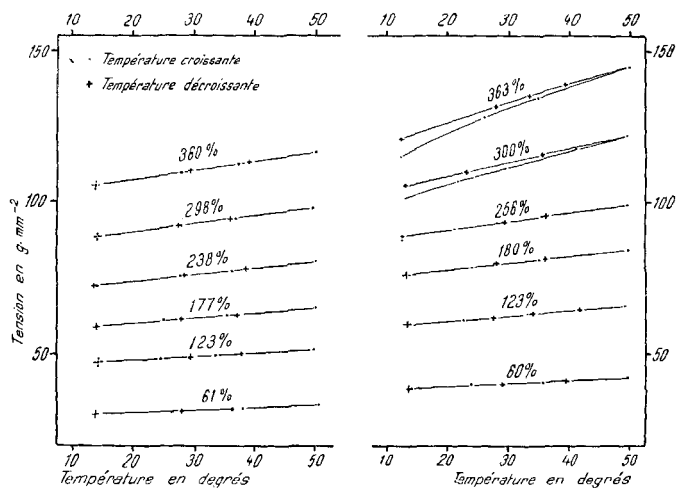 10 20 30 40 50
10 20 30 40 50
150
158
Température croissante
Température décroissante
363%
360%
300%
100
100
298%
256%
238%
180%
177%
123%
123%
50
50
61%
60%
Tension en g·mm⁻²
10 20 30 40 50
10 20 30 40 50
Température en degrés
Température en degrés